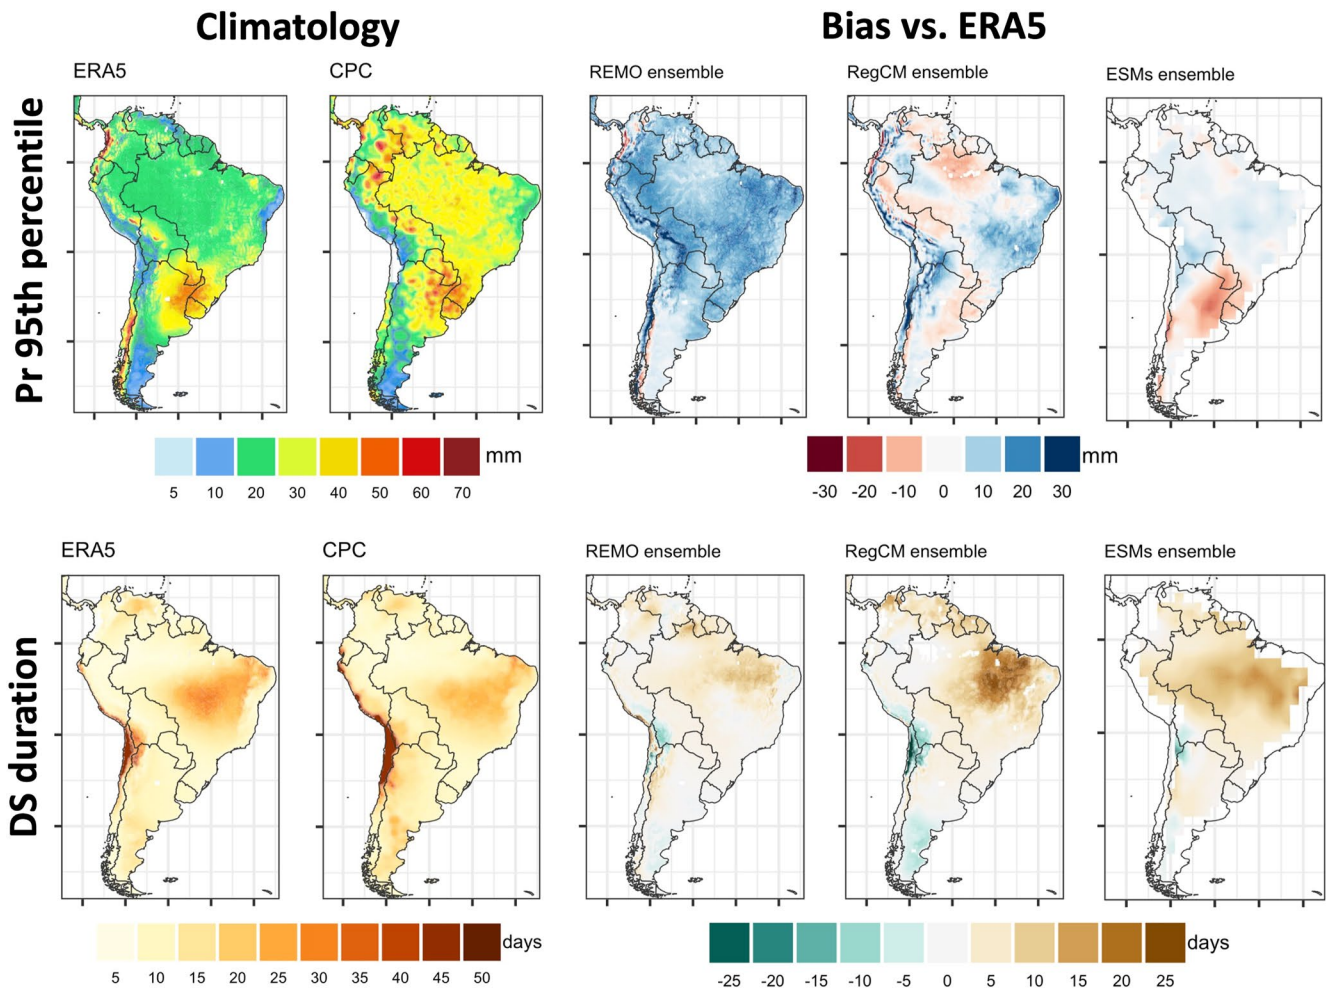 Climatology
Bias vs. ERA5
Pr 95th percentile
ERA5
CPC
REMO ensemble
RegCM ensemble
ESMs ensemble
5 10 20 30 40 50 60 70 mm
-30 -20 -10 0 10 20 30 mm
DS duration
ERA5
CPC
REMO ensemble
RegCM ensemble
ESMs ensemble
5 10 15 20 25 30 35 40 45 50 days
-25 -20 -15 -10 -5 0 5 10 15 20 25 days